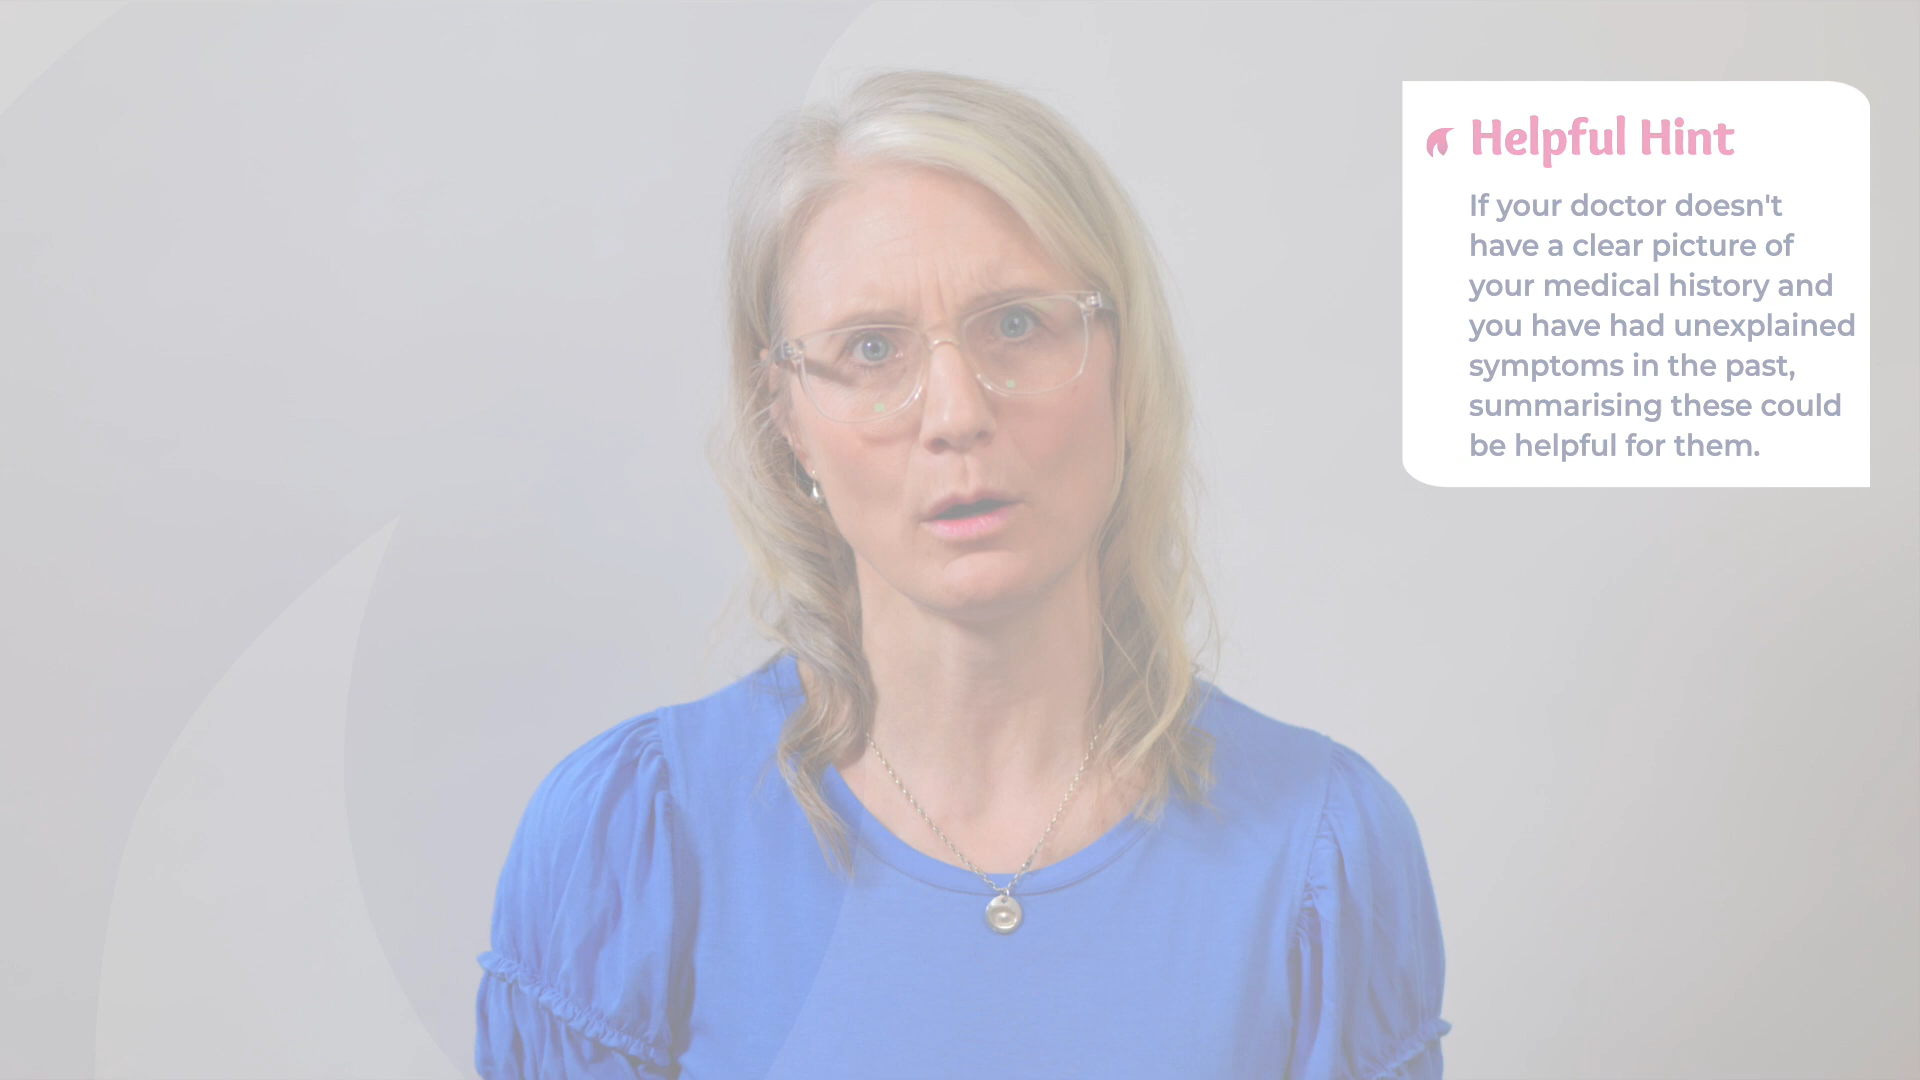 Helpful Hint
If your doctor doesn't
have a clear picture of
your medical history and
you have had unexplained
symptoms in the past,
summarising these could
be helpful for them.